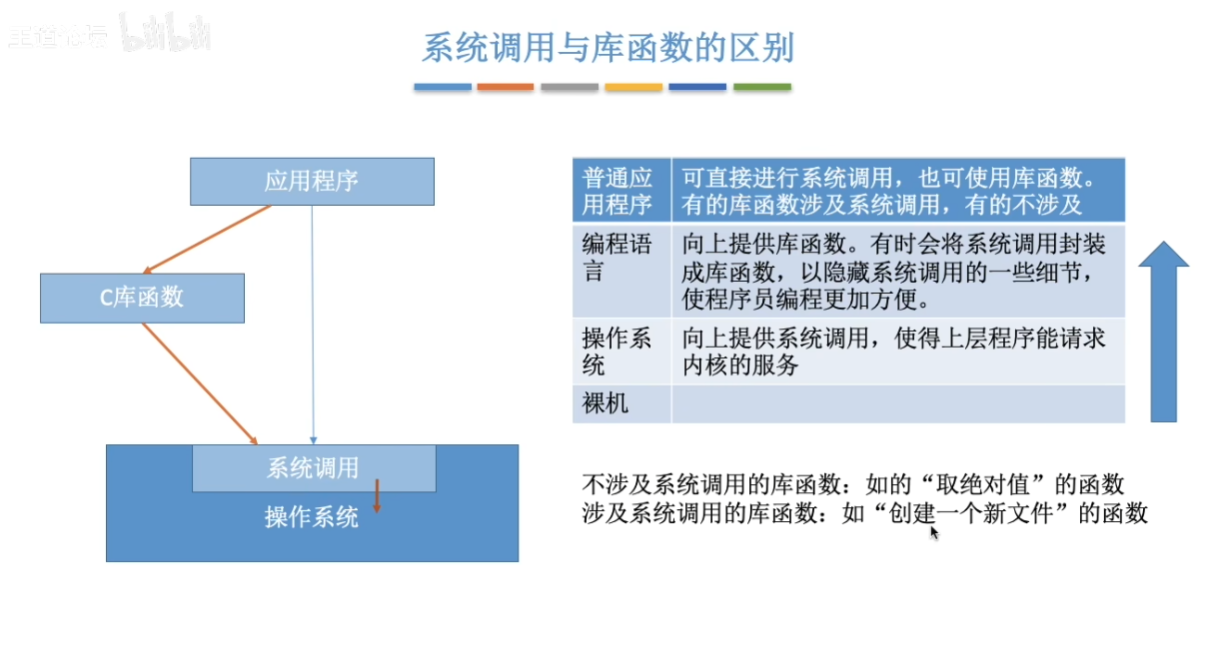 王道论坛 bilibili
系统调用与库函数的区别
应用程序
C库函数
系统调用
操作系统
普通应
用程序
可直接进行系统调用，也可使用库函数。
有的库函数涉及系统调用，有的不涉及
编程语
言
向上提供库函数。有时会将系统调用封装
成库函数，以隐藏系统调用的一些细节，
使程序员编程更加方便。
操作系
统
向上提供系统调用，使得上层程序能请求
内核的服务
裸机
不涉及系统调用的库函数：如的“取绝对值”的函数
涉及系统调用的库函数：如“创建一个新文件”的函数